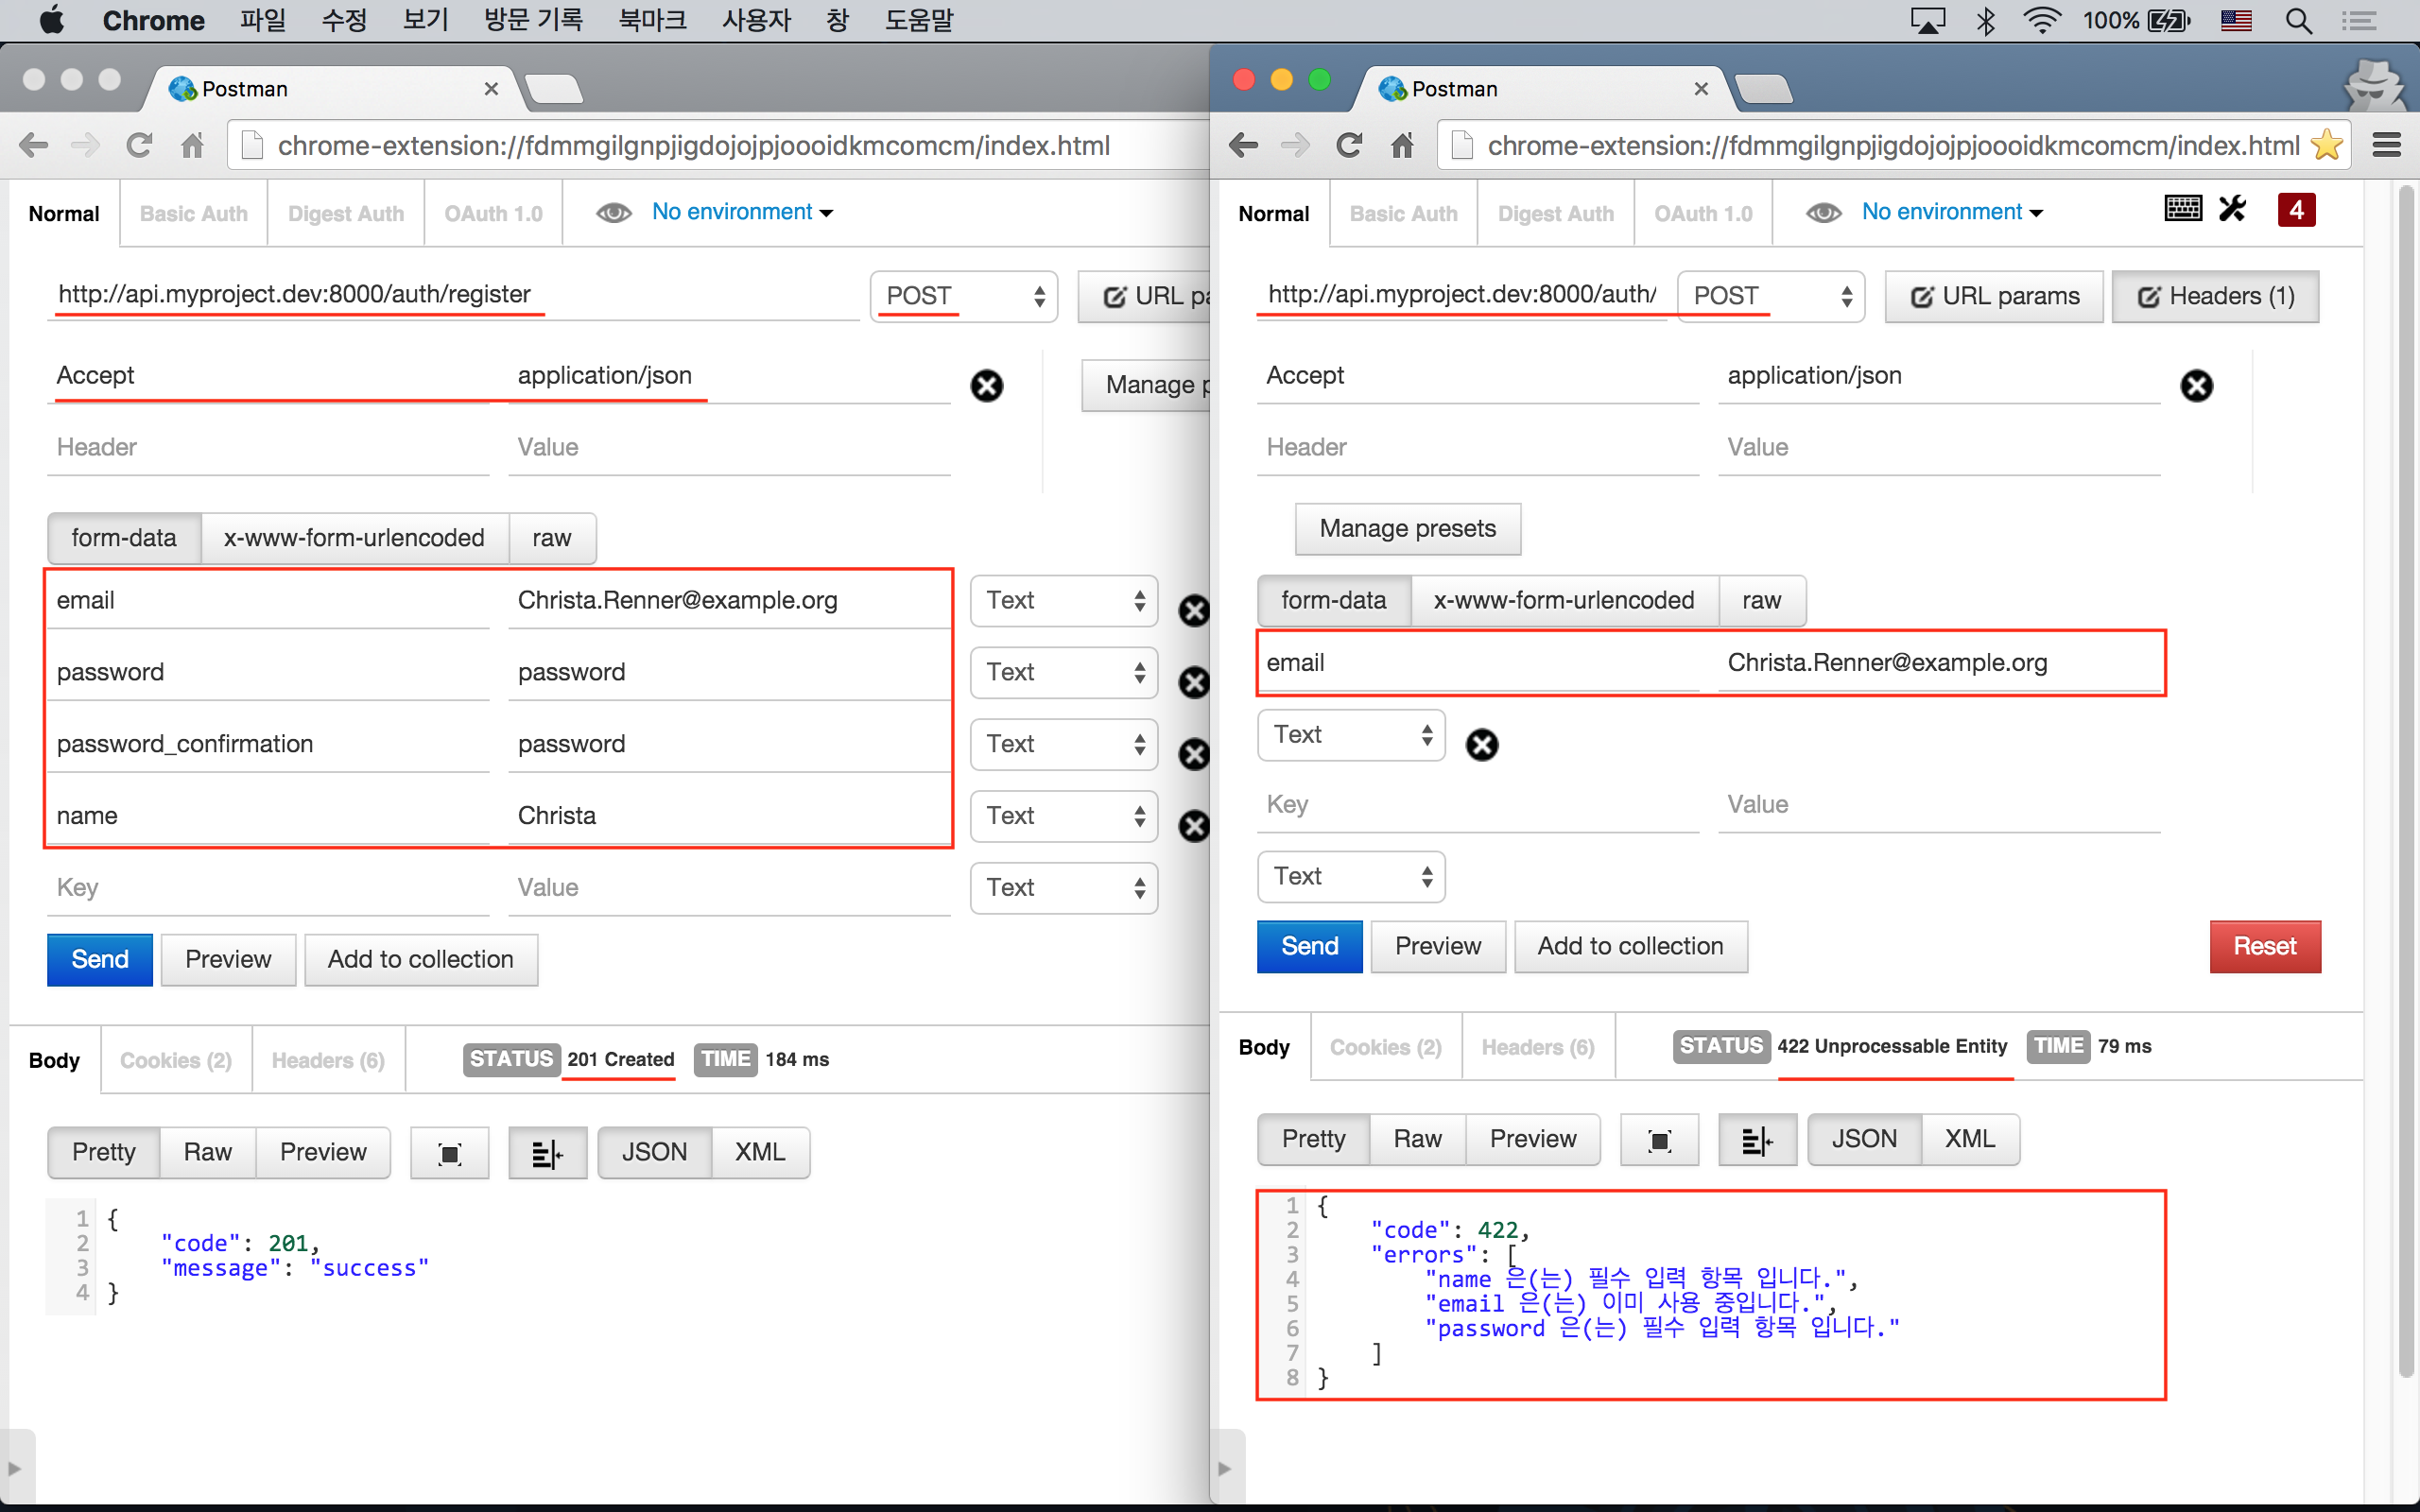 Chrome 파일 수정 보기 방문 기록 북마크 사용자 창 도움말 100%
Postman
chrome-extension://fdmmgilgnpjigdojojpjoooidkmcomcm/index.html
Normal Basic Auth Digest Auth OAuth 1.0 No environment
http://api.myproject.dev:8000/auth/register POST URL pa
Accept application/json Manage p
Header Value
form-data x-www-form-urlencoded raw
email Christa.Renner@example.org Text
password password Text
password_confirmation password Text
name Christa Text
Key Value Text
Send Preview Add to collection
Body Cookies (2) Headers (6) STATUS 201 Created TIME 184 ms
Pretty Raw Preview JSON XML
1 {
2 "code": 201,
3 "message": "success"
4 }
Postman
chrome-extension://fdmmgilgnpjigdojojpjoooidkmcomcm/index.html
Normal Basic Auth Digest Auth OAuth 1.0 No environment 4
http://api.myproject.dev:8000/auth/ POST URL params Headers (1)
Accept application/json
Header Value
Manage presets
form-data x-www-form-urlencoded raw
email Christa.Renner@example.org
Text
Key Value
Text
Send Preview Add to collection Reset
Body Cookies (2) Headers (6) STATUS 422 Unprocessable Entity TIME 79 ms
Pretty Raw Preview JSON XML
1 {
2 "code": 422,
3 "errors": [
4 "name 은(는) 필수 입력 항목 입니다.",
5 "email 은(는) 이미 사용 중입니다.",
6 "password 은(는) 필수 입력 항목 입니다."
7 ]
8 }